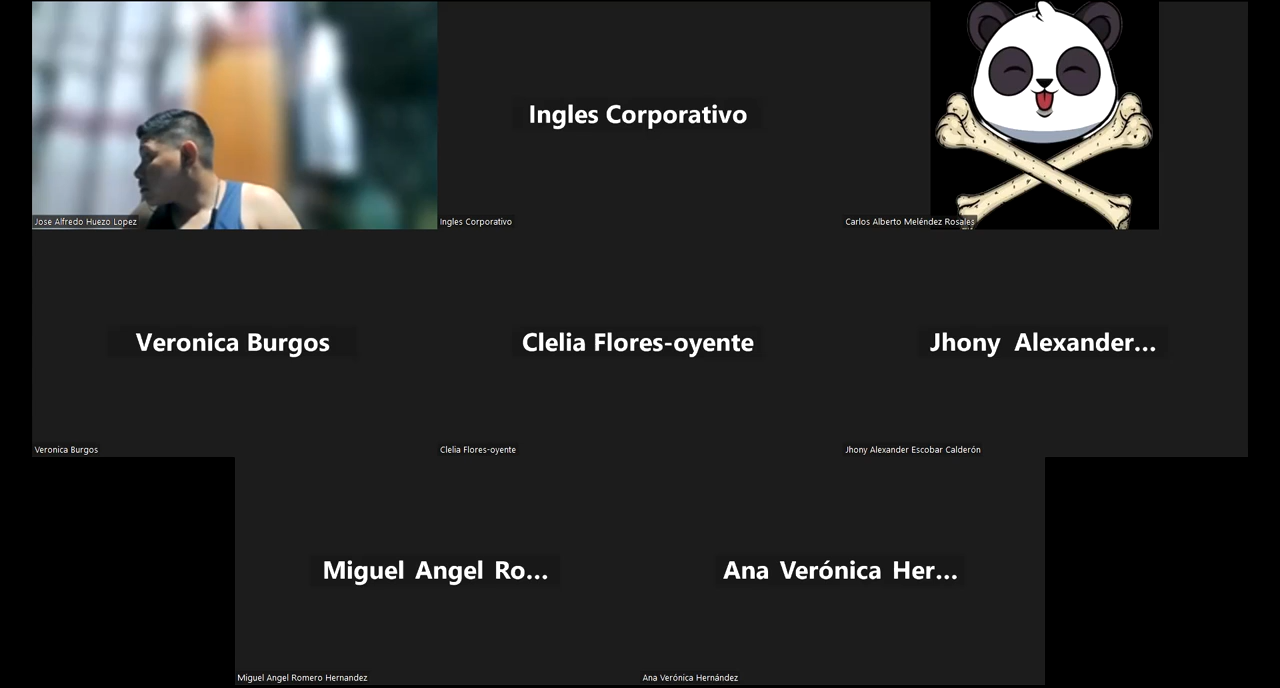 Jose Alfredo Huezo Lopez
Ingles Corporativo
Ingles Corporativo
Carlos Alberto Meléndez Rosales
Veronica Burgos
Veronica Burgos
Clelia Flores-oyente
Clelia Flores-oyente
Jhony Alexander...
Jhony Alexander Escobar Calderón
Miguel Angel Ro...
Miguel Angel Romero Hernandez
Ana Verónica Her...
Ana Verónica Hernández